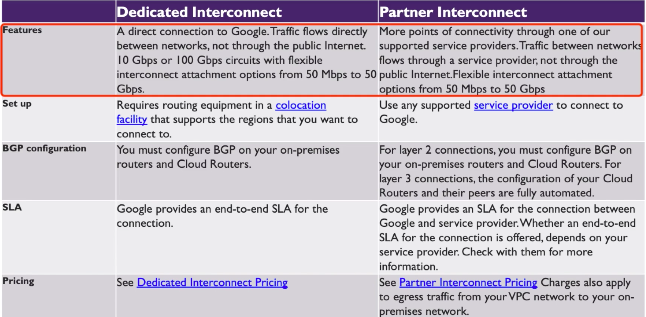 Dedicated Interconnect
Partner Interconnect
Features
A direct connection to Google. Traffic flows directly
between networks, not through the public Internet.
10 Gbps or 100 Gbps circuits with flexible
interconnect attachment options from 50 Mbps to 50
Gbps.
More points of connectivity through one of our
supported service providers. Traffic between networks
flows through a service provider, not through the
public Internet. Flexible interconnect attachment
options from 50 Mbps to 50 Gbps
Set up
Requires routing equipment in a colocation
facility that supports the regions that you want to
connect to.
Use any supported service provider to connect to
Google.
BGP configuration
You must configure BGP on your on-premises
routers and Cloud Routers.
For layer 2 connections, you must configure BGP on
your on-premises routers and Cloud Routers. For
layer 3 connections, the configuration of your Cloud
Routers and their peers are fully automated.
SLA
Google provides an end-to-end SLA for the
connection.
Google provides an SLA for the connection between
Google and service provider. Whether an end-to-end
SLA for the connection is offered, depends on your
service provider. Check with them for more
information.
Pricing
See Dedicated Interconnect Pricing
See Partner Interconnect Pricing Charges also apply
to egress traffic from your VPC network to your on-
premises network.